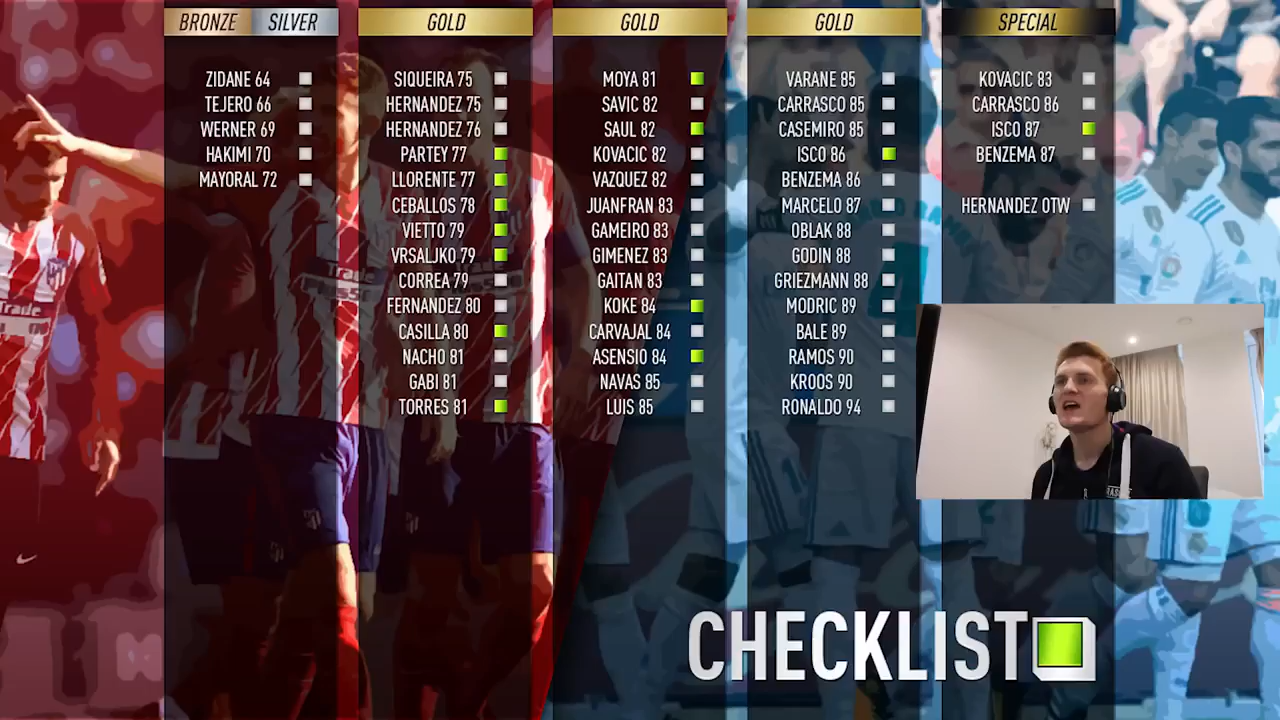 BRONZE SILVER
ZIDANE 64
TEJERO 66
WERNER 69
HAKIMI 70
MAYORAL 72
GOLD
SIQUEIRA 75
HERNANDEZ 75
HERNANDEZ 76
PARTEY 77
LLORENTE 77
CEBALLOS 78
VIETTO 79
VRSALJKO 79
CORREA 79
FERNANDEZ 80
CASILLA 80
NACHO 81
GABI 81
TORRES 81
GOLD
MOYA 81
SAVIC 82
SAUL 82
KOVACIC 82
VAZQUEZ 82
JUANFRAN 83
GAMEIRO 83
GIMENEZ 83
GAITAN 83
KOKE 84
CARVAJAL 84
ASENSIO 84
NAVAS 85
LUIS 85
GOLD
VARANE 85
CARRASCO 85
CASEMIRO 85
ISCO 86
BENZEMA 86
MARCELO 87
OBLAK 88
GODIN 88
GRIEZMANN 88
MODRIC 89
BALE 89
RAMOS 90
KROOS 90
RONALDO 94
SPECIAL
KOVACIC 83
CARRASCO 86
ISCO 87
BENZEMA 87
HERNANDEZ OTW
CHECKLIST
Trade